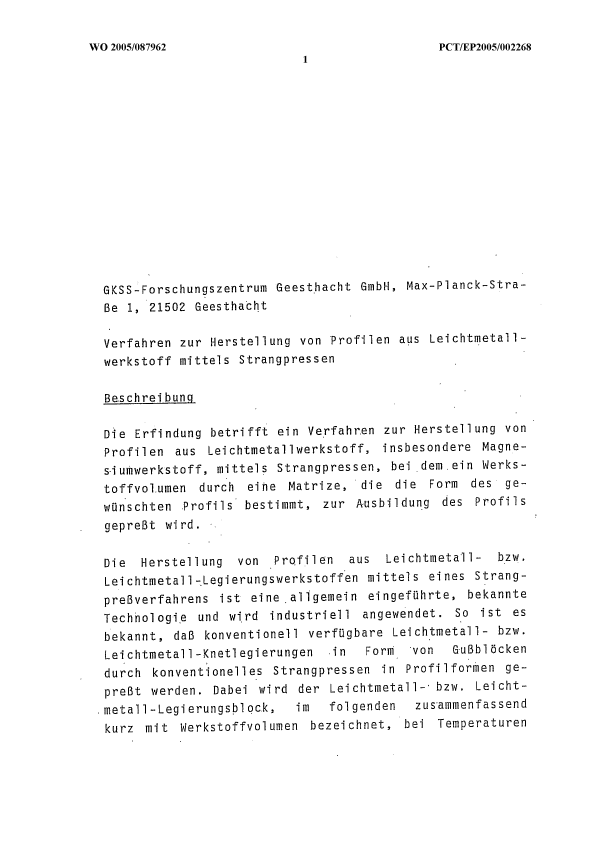 WO 2005/087962 PCT/EP2005/002268
1
GKSS-Forschungszentrum Geesthacht GmbH, Max-Planck-Stra-
ße 1, 21502 Geesthacht
Verfahren zur Herstellung von Profilen aus Leichtmetall-
werkstoff mittels Strangpressen
Beschreibung
Die Erfindung betrifft ein Verfahren zur Herstellung von
Profilen aus Leichtmetallwerkstoff, insbesondere Magne-
siumwerkstoff, mittels Strangpressen, bei dem ein Werks-
toffvolumen durch eine Matrize, die die Form des ge-
wünschten Profils bestimmt, zur Ausbildung des Profils
gepreßt wird.
Die Herstellung von Profilen aus Leichtmetall- bzw.
Leichtmetall-Legierungswerkstoffen mittels eines Strang-
preßverfahrens ist eine allgemein eingeführte, bekannte
Technologie und wird industriell angewendet. So ist es
bekannt, daß konventionell verfügbare Leichtmetall- bzw.
Leichtmetall-Knetlegierungen in Form von Gußblöcken
durch konventionelles Strangpressen in Profilformen ge-
preßt werden. Dabei wird der Leichtmetall- bzw. Leicht-
metall-Legierungsblock, im folgenden zusammenfassend
kurz mit Werkstoffvolumen bezeichnet, bei Temperaturen